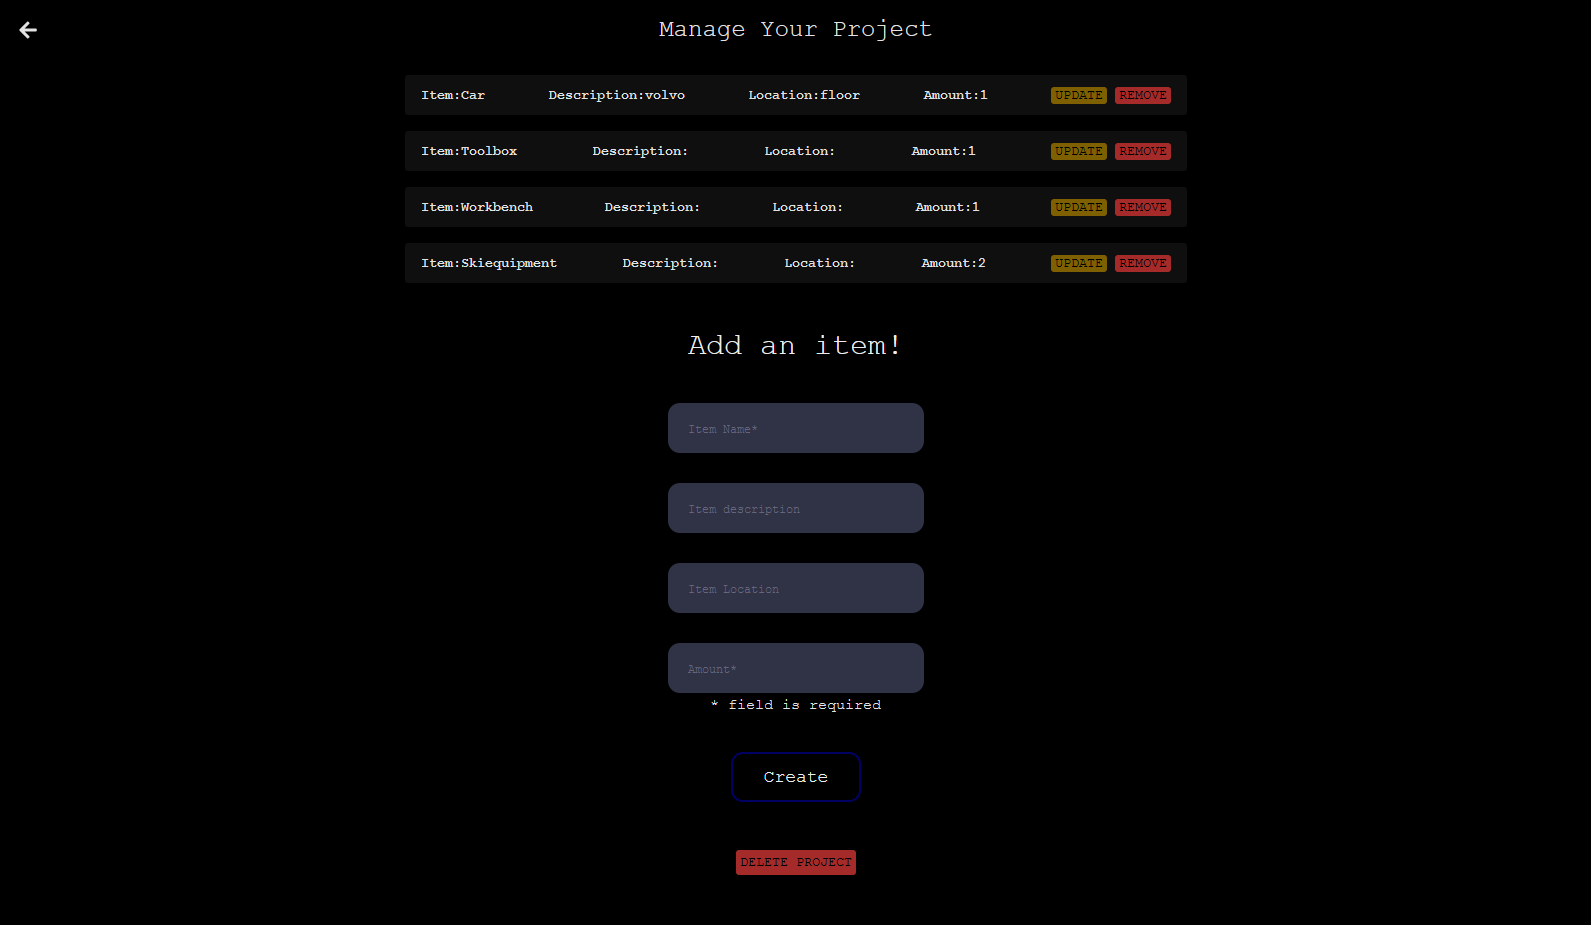 Manage Your Project
Item:Car Description:volvo Location:floor Amount:1 UPDATE REMOVE
Item:Toolbox Description: Location: Amount:1 UPDATE REMOVE
Item:Workbench Description: Location: Amount:1 UPDATE REMOVE
Item:Skiequipment Description: Location: Amount:2 UPDATE REMOVE
Add an item!
Item Name*
Item description
Item Location
Amount*
* field is required
Create
DELETE PROJECT